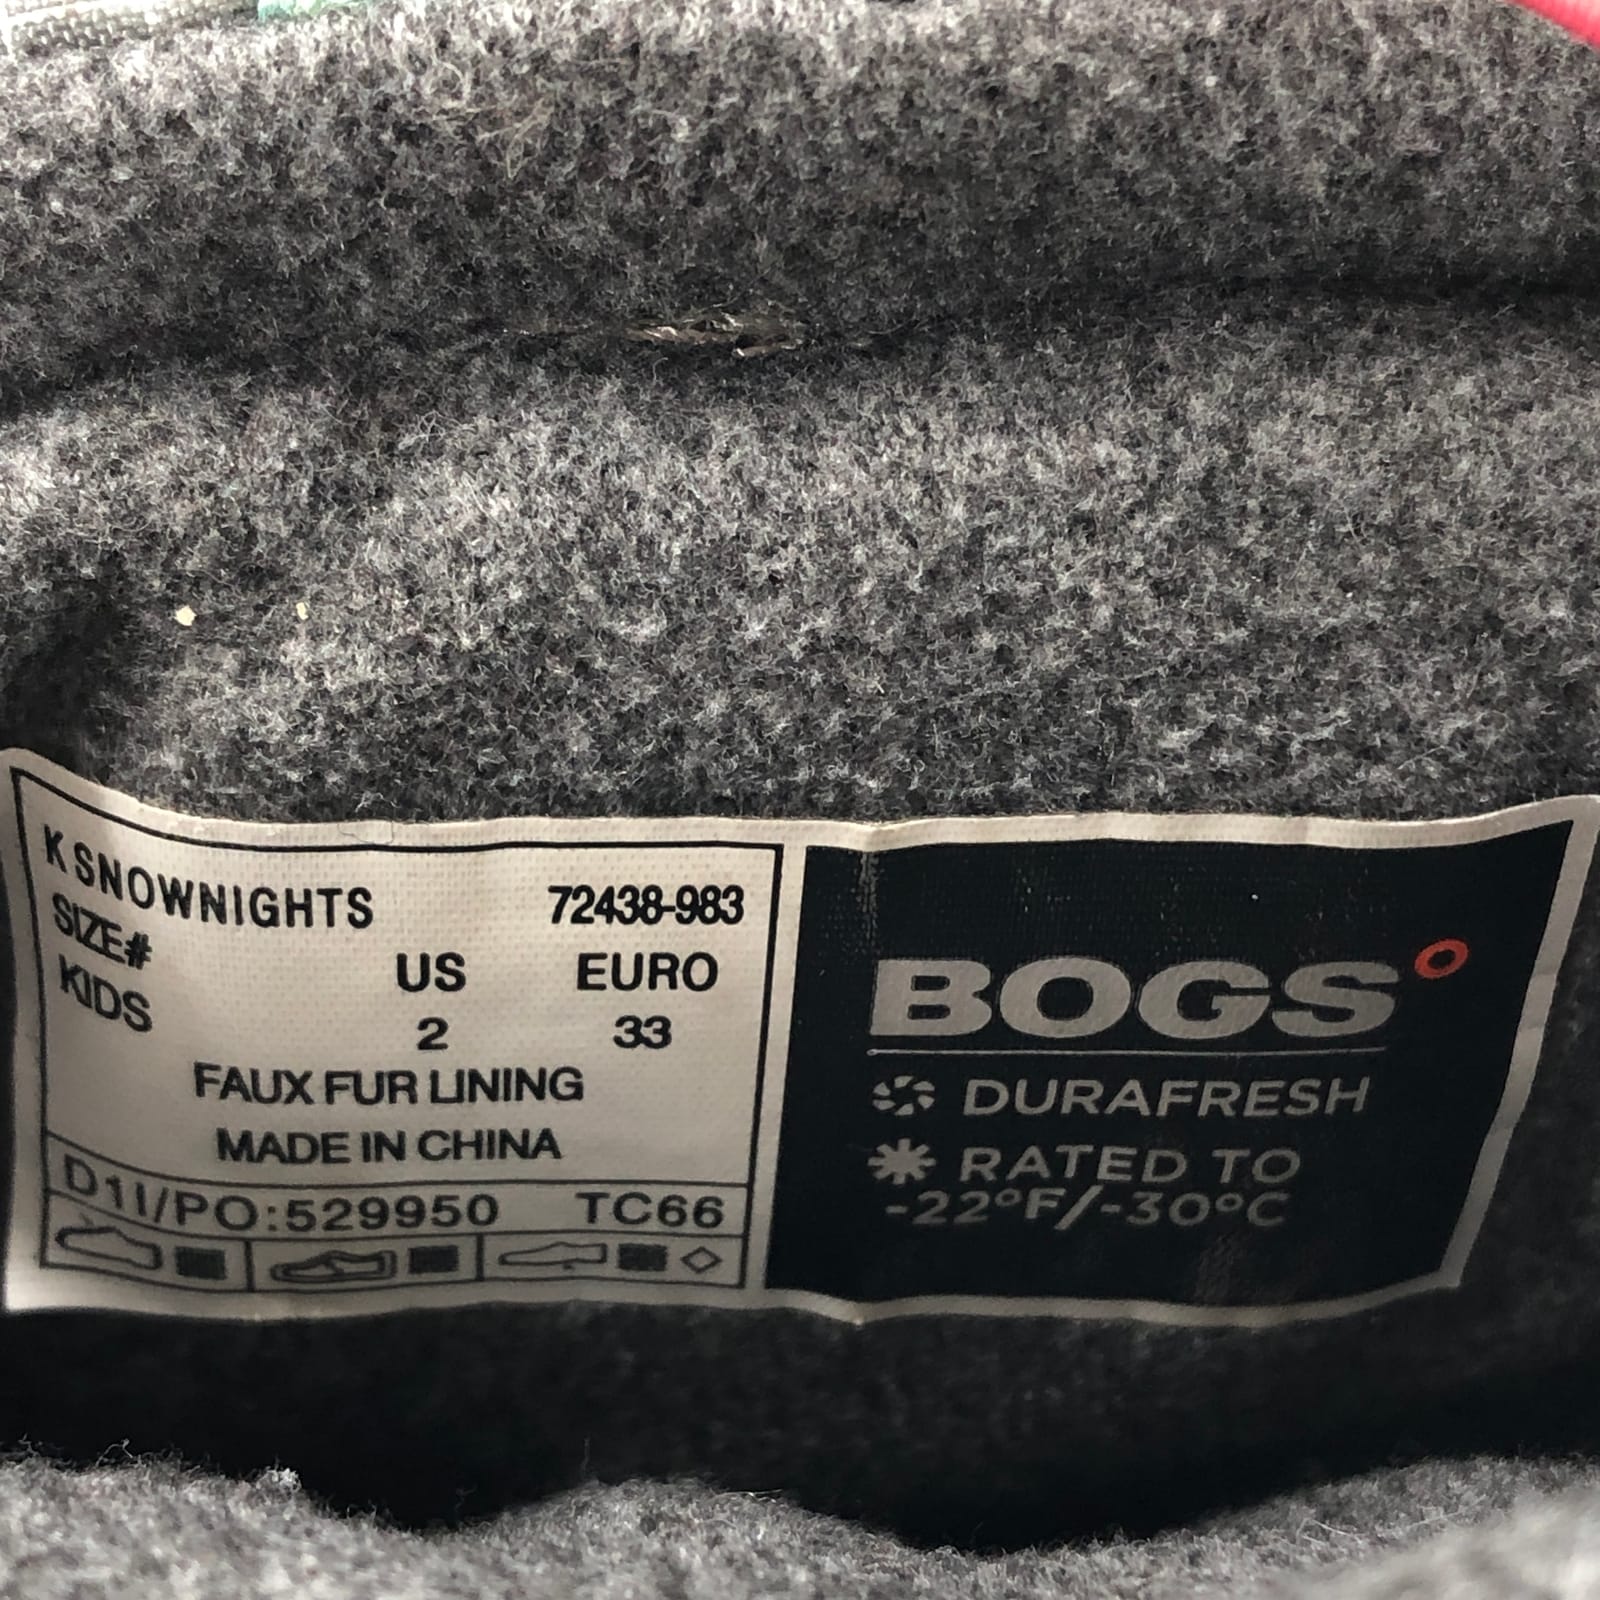 K SNOWNIGHTS 72438-983
SIZE# US EURO
KIDS 2 33
FAUX FUR LINING
MADE IN CHINA
D1I/PO:529950 TC66
BOGS
DURAFRESH
RATED TO
-22°F/-30°C